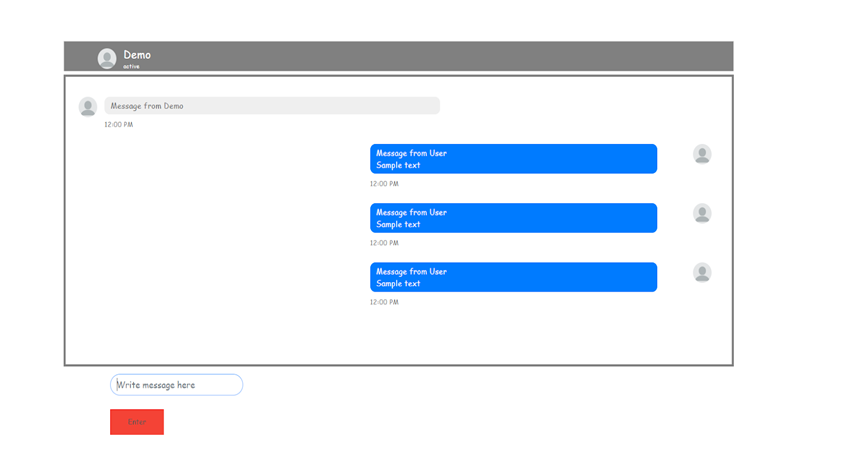 Demo
active
Message from Demo
12:00 PM
Message from User
Sample text
12:00 PM
Message from User
Sample text
12:00 PM
Message from User
Sample text
12:00 PM
Write message here
Enter